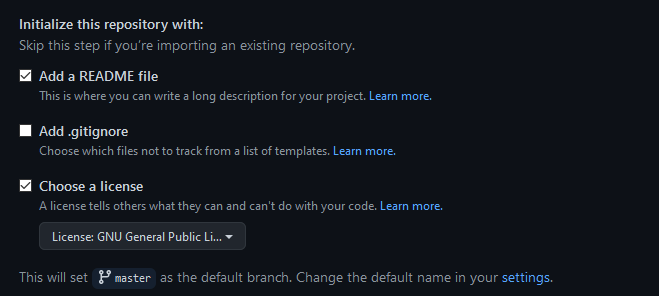 Initialize this repository with:
Skip this step if you're importing an existing repository.
Add a README file
This is where you can write a long description for your project. Learn more.
Add .gitignore
Choose which files not to track from a list of templates. Learn more.
Choose a license
A license tells others what they can and can't do with your code. Learn more.
License: GNU General Public Li...
This will set master as the default branch. Change the default name in your settings.